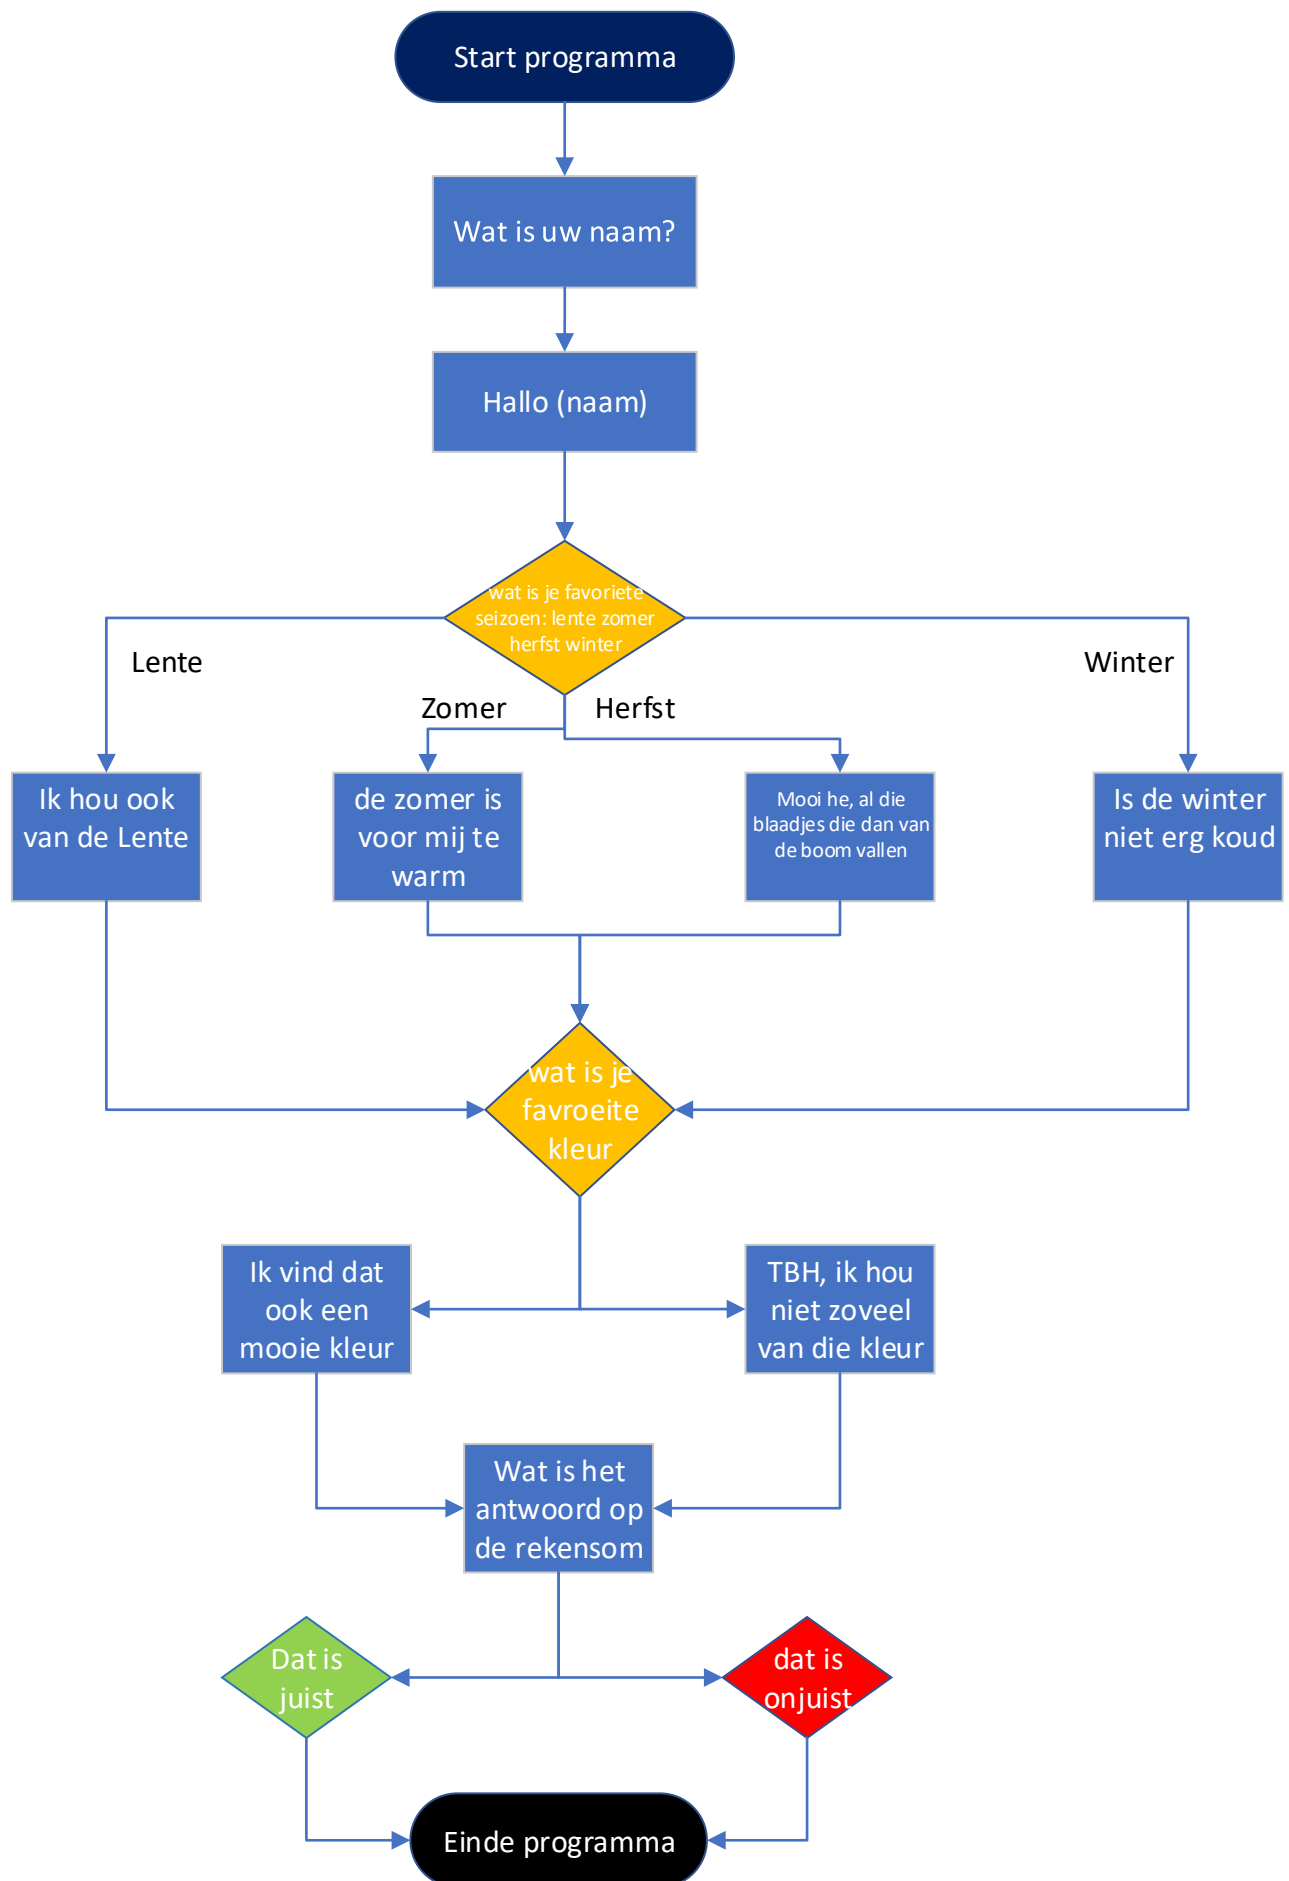 Start programma
Wat is uw naam?
Hallo (naam)
wat is je favoriete
seizoen: lente zomer
herfst winter
Lente
Winter
Zomer
Herfst
Ik hou ook
van de Lente
de zomer is
voor mij te
warm
Mooi he, al die
blaadjes die dan van
de boom vallen
Is de winter
niet erg koud
wat is je
favroeite
kleur
Ik vind dat
ook een
mooie kleur
TBH, ik hou
niet zoveel
van die kleur
Wat is het
antwoord op
de rekensom
Dat is
juist
dat is
onjuist
Einde programma